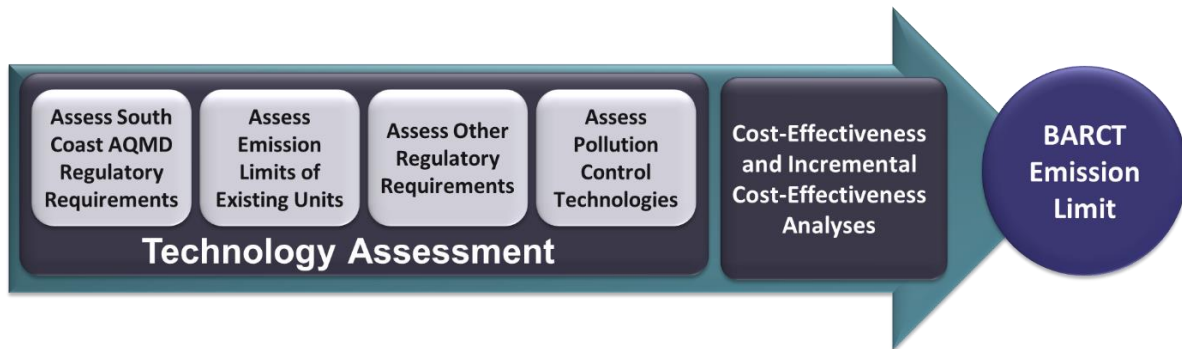 Assess South
Coast AQMD
Regulatory
Requirements
Assess
Emission
Limits of
Existing Units
Assess Other
Regulatory
Requirements
Assess
Pollution
Control
Technologies
Technology Assessment
Cost-Effectiveness
and Incremental
Cost-Effectiveness
Analyses
BARCT
Emission
Limit